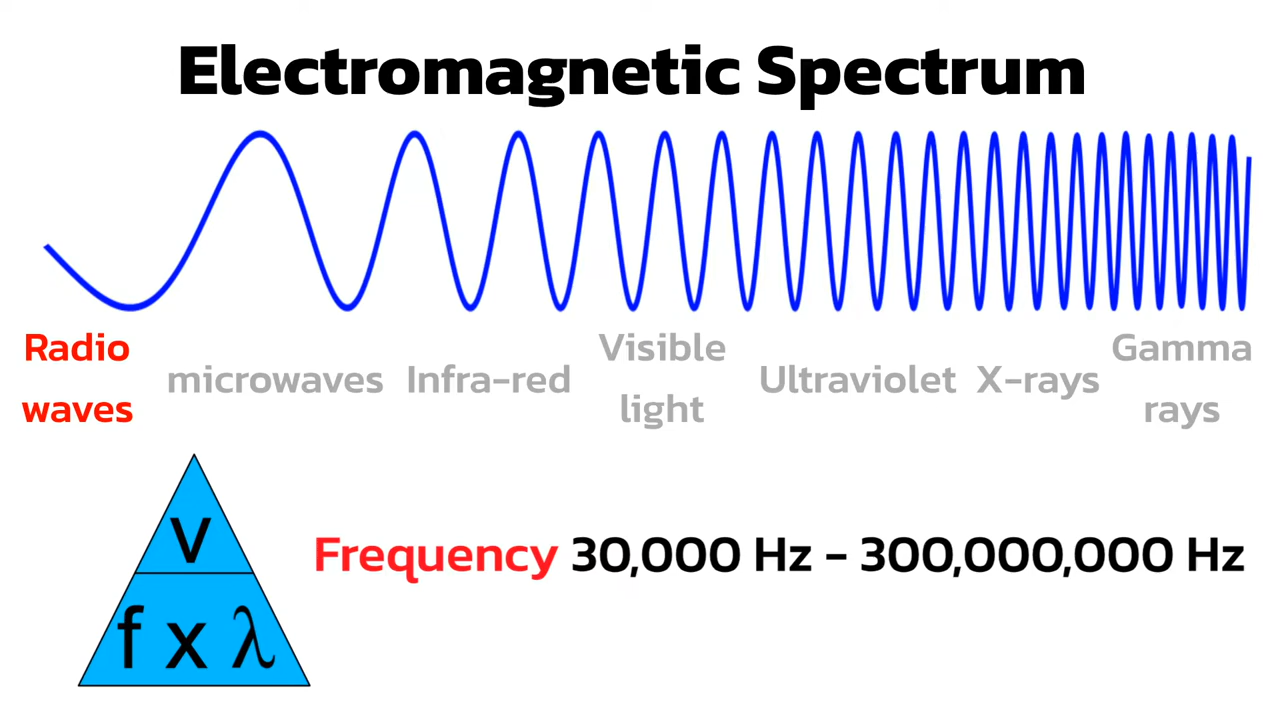 Electromagnetic Spectrum
Radio
waves
microwaves
Infra-red
Visible
light
Ultraviolet
X-rays
Gamma
rays
v
f x λ
Frequency 30,000 Hz - 300,000,000 Hz